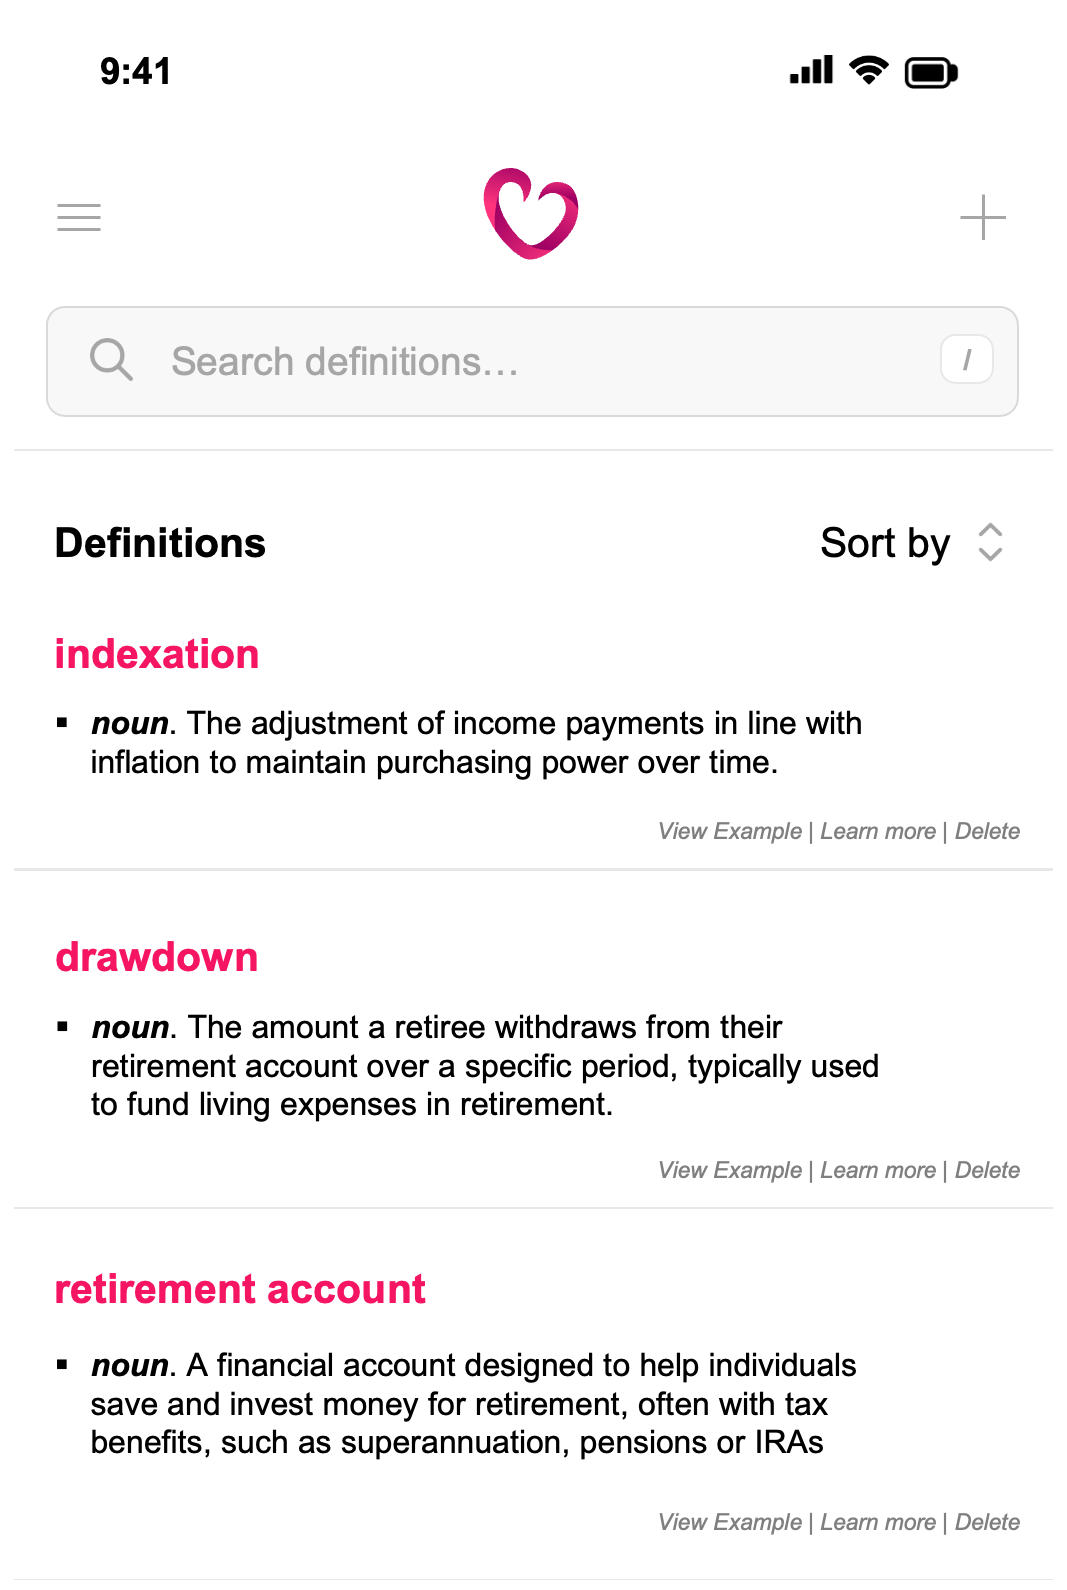 9:41
Search definitions...
/
Definitions
Sort by
indexation
▪ noun. The adjustment of income payments in line with
inflation to maintain purchasing power over time.
View Example | Learn more | Delete
drawdown
▪ noun. The amount a retiree withdraws from their
retirement account over a specific period, typically used
to fund living expenses in retirement.
View Example | Learn more | Delete
retirement account
▪ noun. A financial account designed to help individuals
save and invest money for retirement, often with tax
benefits, such as superannuation, pensions or IRAs
View Example | Learn more | Delete